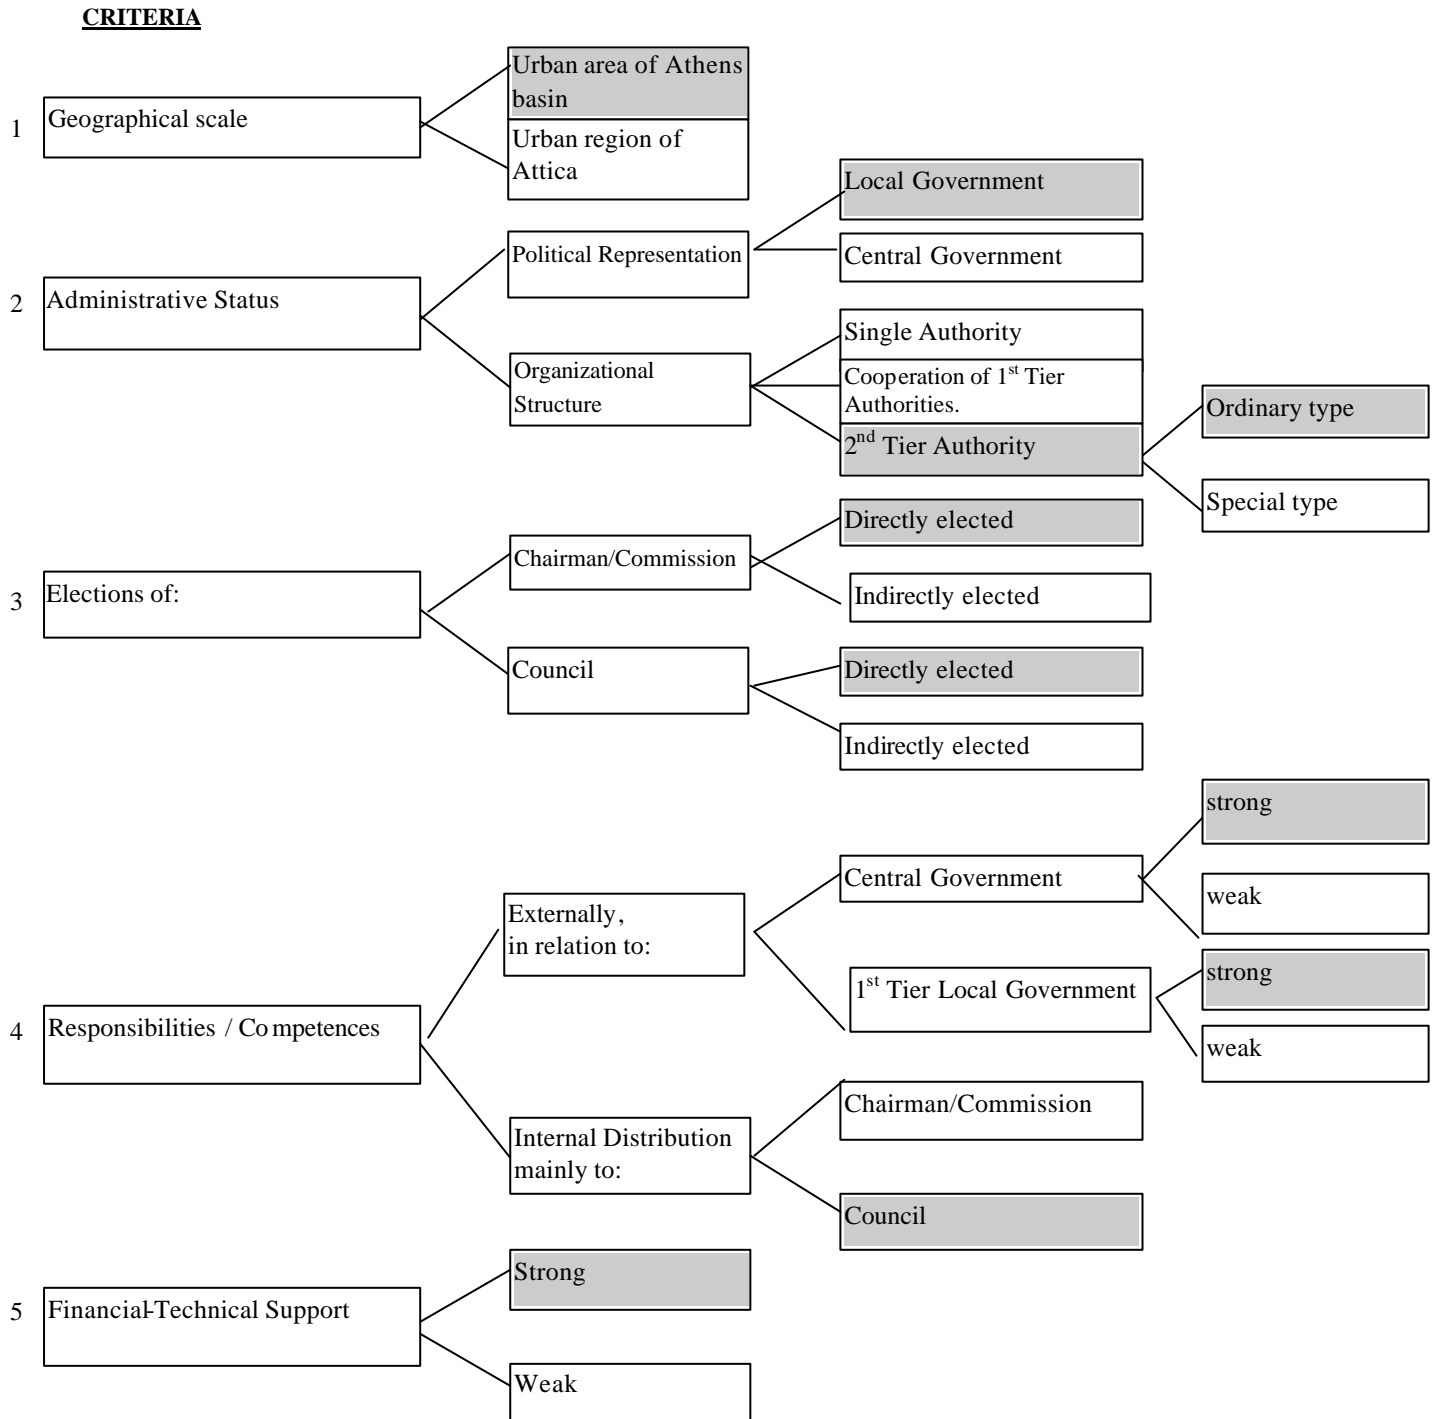 CRITERIA
1
Geographical scale
Urban area of Athens
basin
Urban region of
Attica
2
Administrative Status
Political Representation
Local Government
Central Government
Organizational
Structure
Single Authority
Cooperation of 1st Tier
Authorities.
2nd Tier Authority
Ordinary type
Special type
3
Elections of:
Chairman/Commission
Directly elected
Indirectly elected
Council
Directly elected
Indirectly elected
4
Responsibilities / Competences
Externally,
in relation to:
Central Government
strong
weak
1st Tier Local Government
strong
weak
Internal Distribution
mainly to:
Chairman/Commission
Council
5
Financial-Technical Support
Strong
Weak